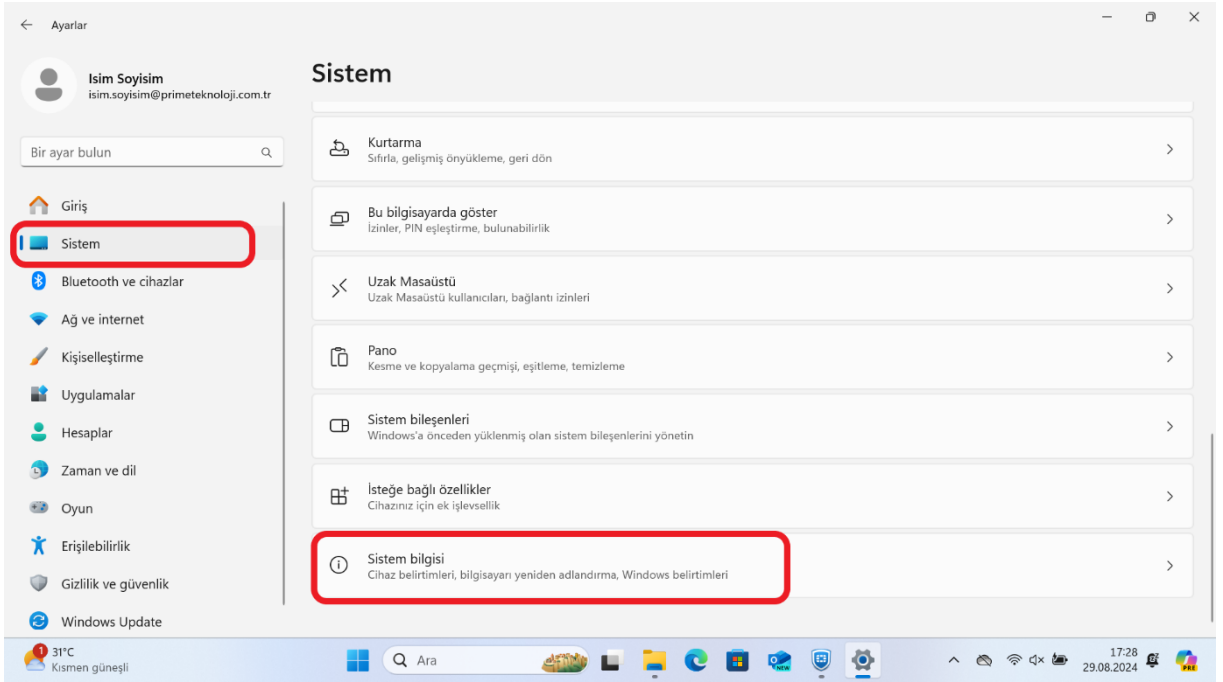 Ayarlar
Isim Soyisim
isim.soyisim@primeteknoloji.com.tr
Bir ayar bulun
Giriş
Sistem
Bluetooth ve cihazlar
Ağ ve internet
Kişiselleştirme
Uygulamalar
Hesaplar
Zaman ve dil
Oyun
Erişilebilirlik
Gizlilik ve güvenlik
Windows Update
Sistem
Kurtarma
Sıfırla, gelişmiş önyükleme, geri dön
Bu bilgisayarda göster
İzinler, PIN eşleştirme, bulunabilirlik
Uzak Masaüstü
Uzak Masaüstü kullanıcıları, bağlantı izinleri
Pano
Kesme ve kopyalama geçmişi, eşitleme, temizleme
Sistem bileşenleri
Windows'a önceden yüklenmiş olan sistem bileşenlerini yönetin
İsteğe bağlı özellikler
Cihazınız için ek işlevsellik
Sistem bilgisi
Cihaz belirtimleri, bilgisayarı yeniden adlandırma, Windows belirtimleri
1
31°C
Kısmen güneşli
Ara
NEW
17:28
29.08.2024
PRE